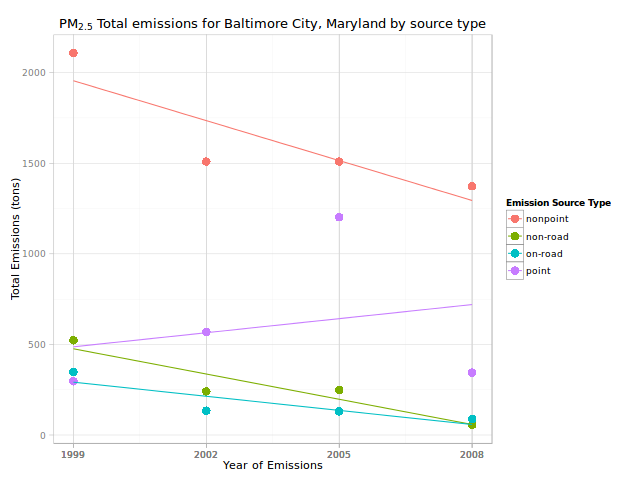 PM2.5 Total emissions for Baltimore City, Maryland by source type
Total Emissions (tons)
2000
1500
1000
500
0
1999 2002 2005 2008
Year of Emissions
Emission Source Type
nonpoint
non-road
on-road
point